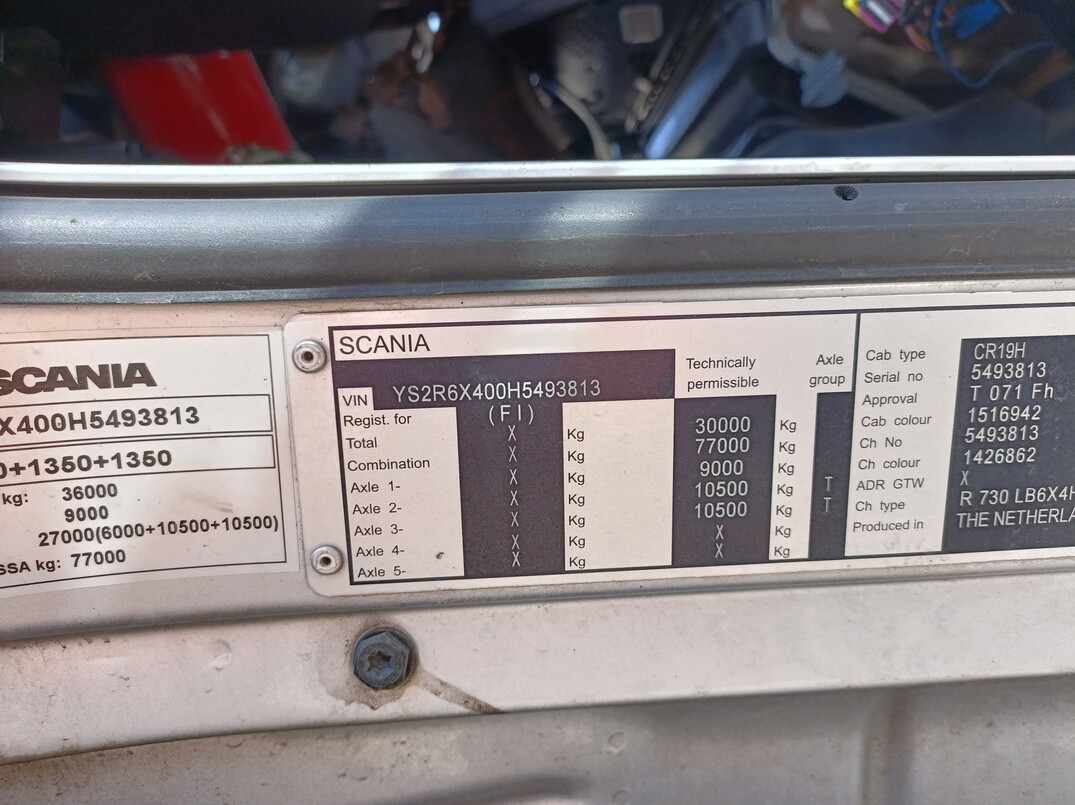 SCANIA
X400H5493813
0+1350+1350
kg: 36000
9000
27000(6000+10500+10500)
SSA kg: 77000
SCANIA
VIN YS2R6X400H5493813
Technically permissible
Axle group
Regist. for (FI)
Total X Kg 30000 Kg
Combination X Kg 77000 Kg
Axle 1- X Kg 9000 Kg
Axle 2- X Kg 10500 Kg T
Axle 3- X Kg 10500 Kg T
Axle 4- X Kg X Kg
Axle 5- X Kg X Kg
Cab type CR19H
Serial no 5493813
Approval T 071 Fh
Cab colour 1516942
Ch No 5493813
Ch colour 1426862
ADR GTW X
Ch type R 730 LB6X4H
Produced in THE NETHERLA